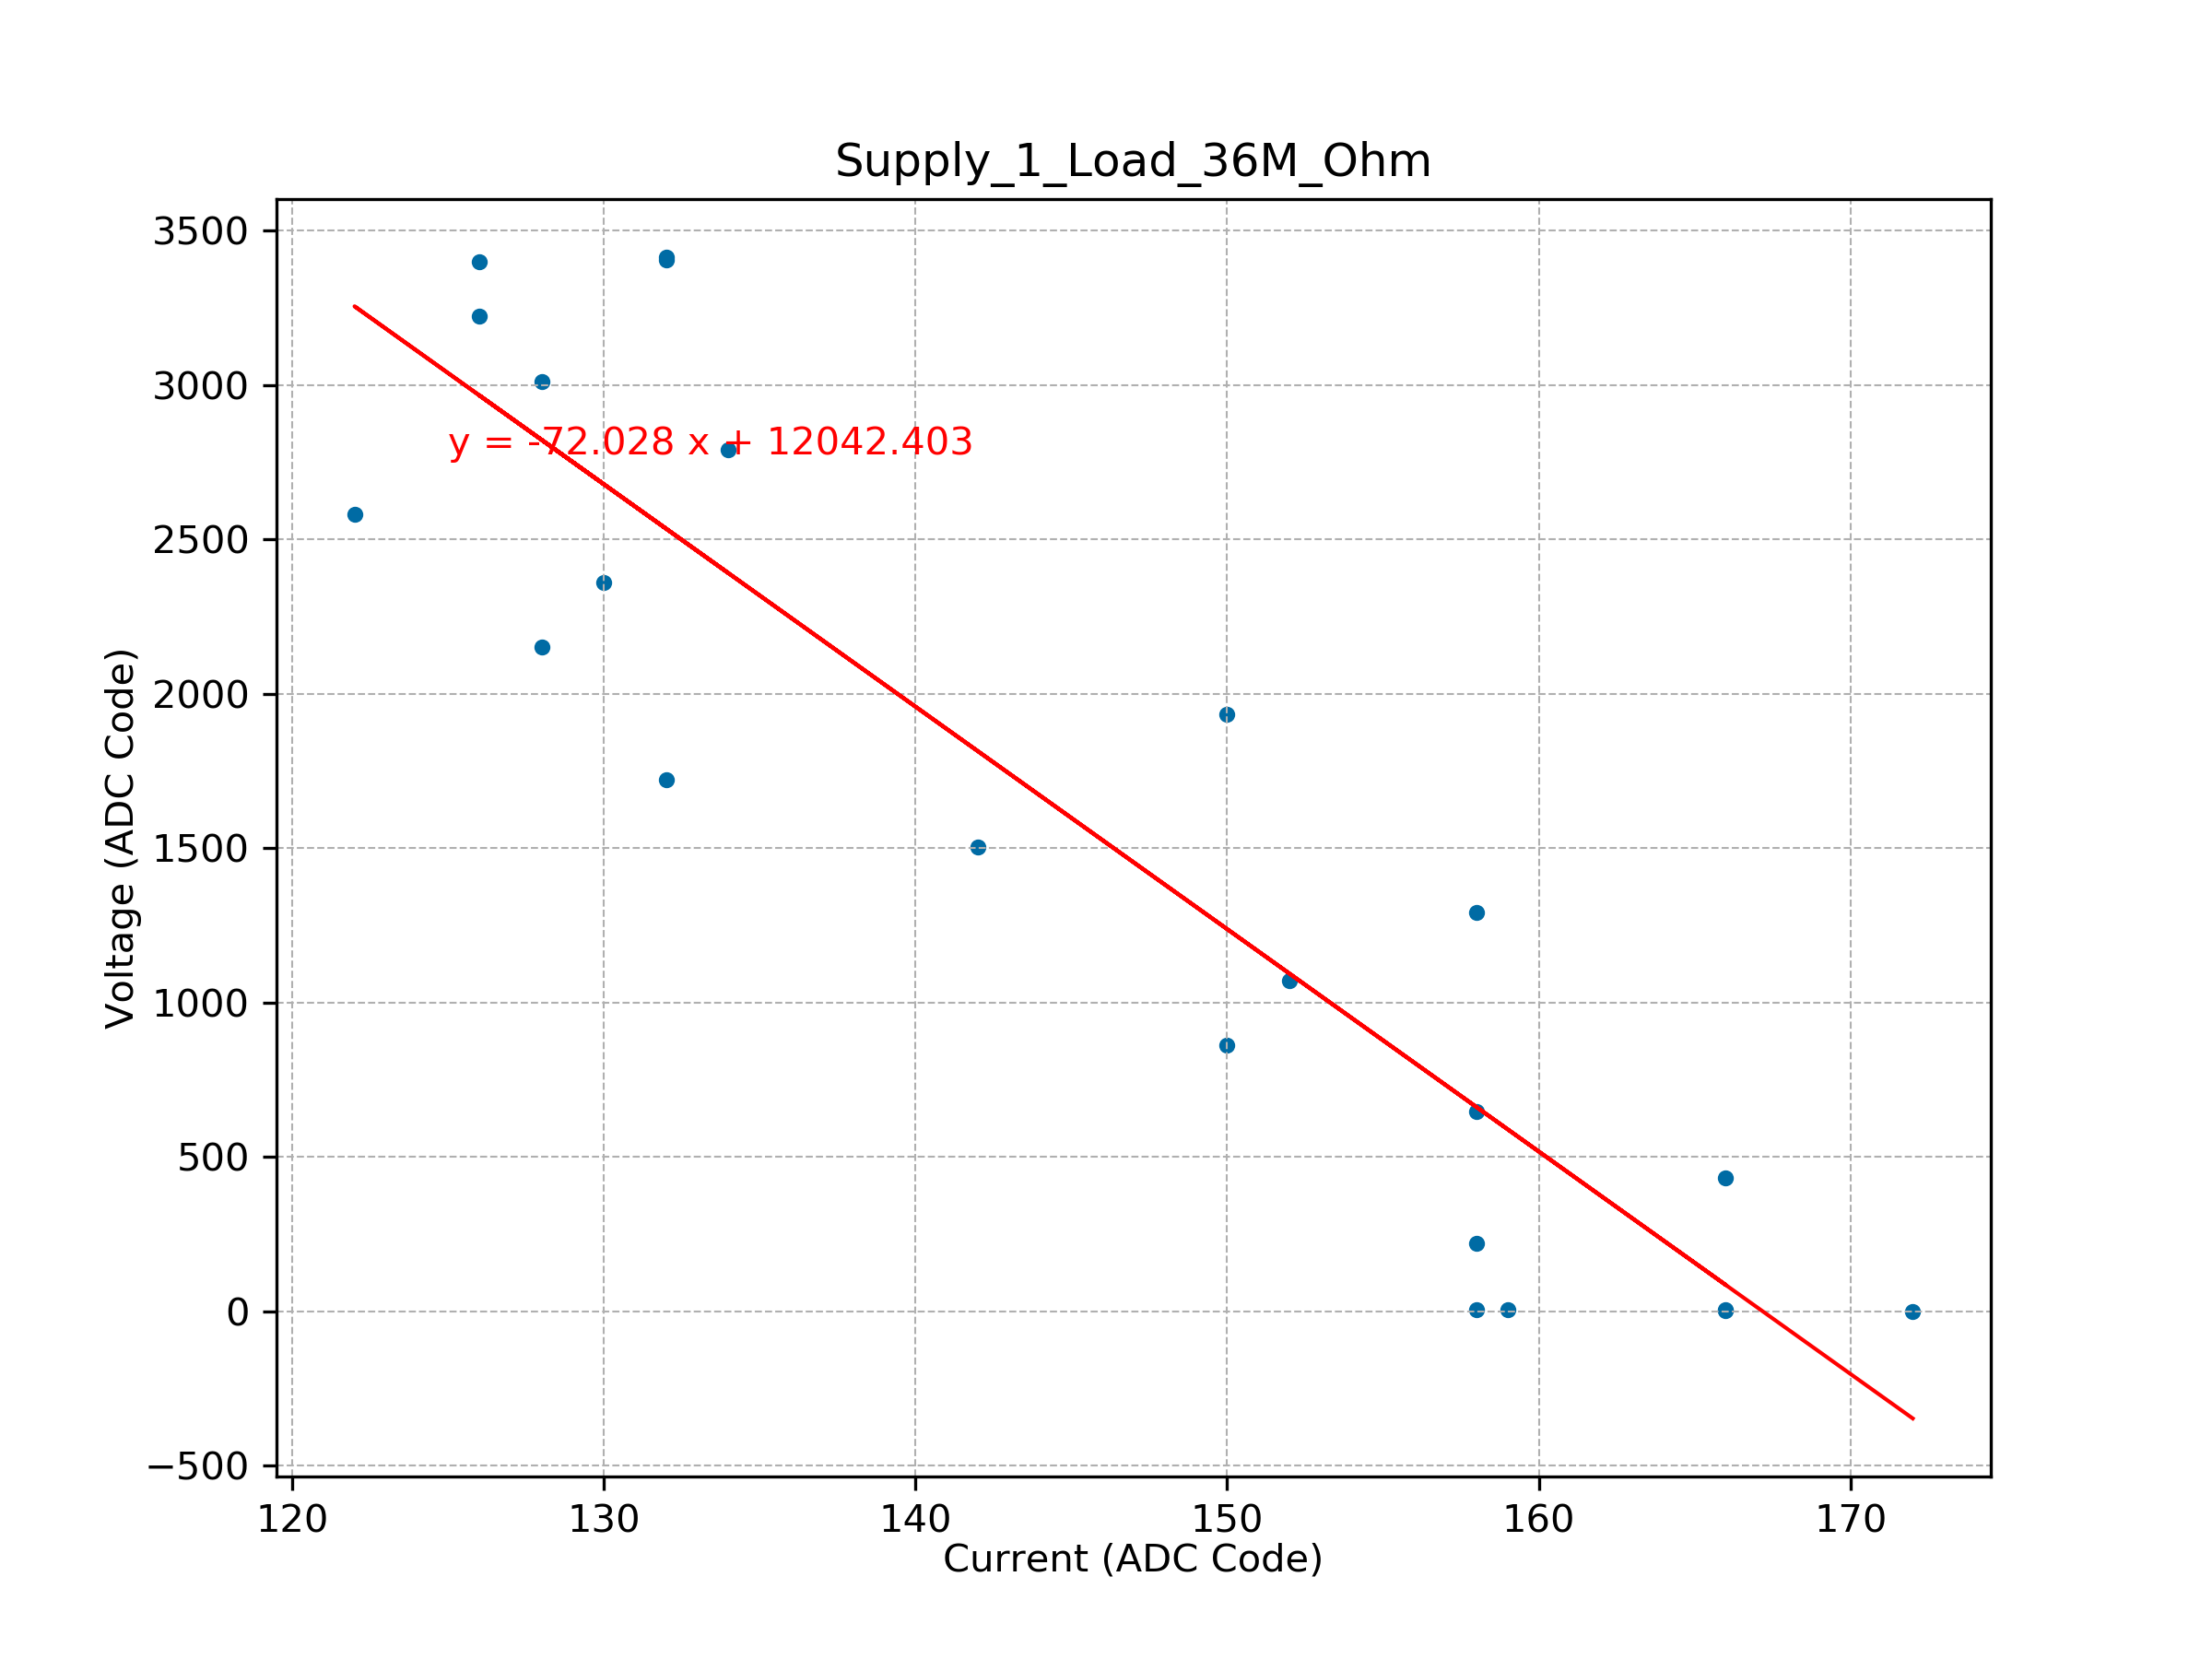 Supply_1_Load_36M_Ohm
3500
3000
2500
2000
1500
1000
500
0
−500
Voltage (ADC Code)
y = -72.028 x + 12042.403
120 130 140 150 160 170
Current (ADC Code)